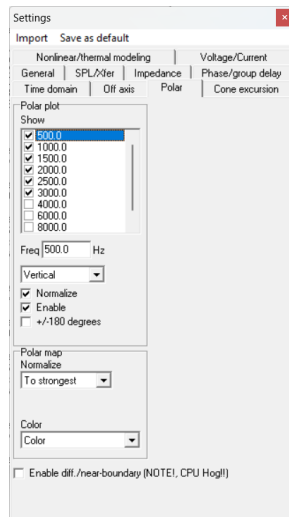 Settings
Import Save as default
Nonlinear/thermal modeling Voltage/Current
General SPL/Xfer Impedance Phase/group delay
Time domain Off axis Polar Cone excursion
Polar plot
Show
500.0
1000.0
1500.0
2000.0
2500.0
3000.0
4000.0
6000.0
8000.0
Freq 500.0 Hz
Vertical
Normalize
Enable
+/-180 degrees
Polar map
Normalize
To strongest
Color
Color
Enable diff./near-boundary (NOTE!, CPU Hog!!)